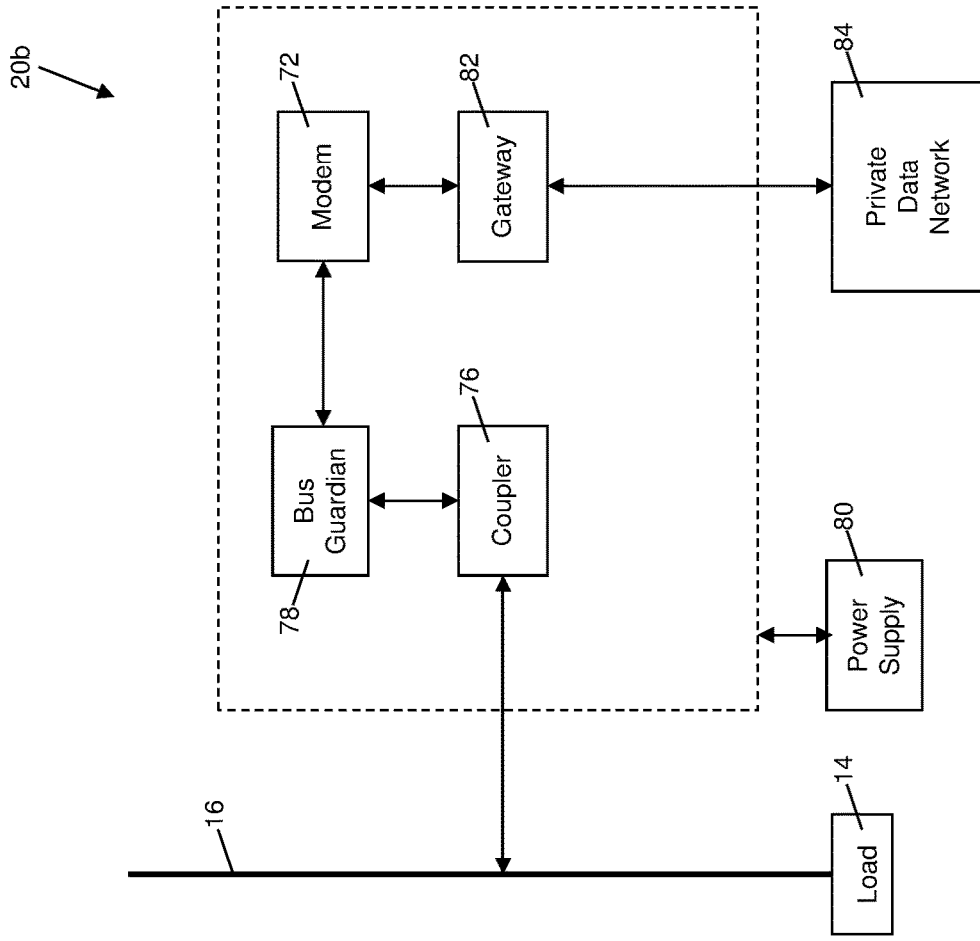 20b
72
Modem
82
Gateway
84
Private
Data
Network
78
Bus
Guardian
76
Coupler
80
Power
Supply
16
14
Load